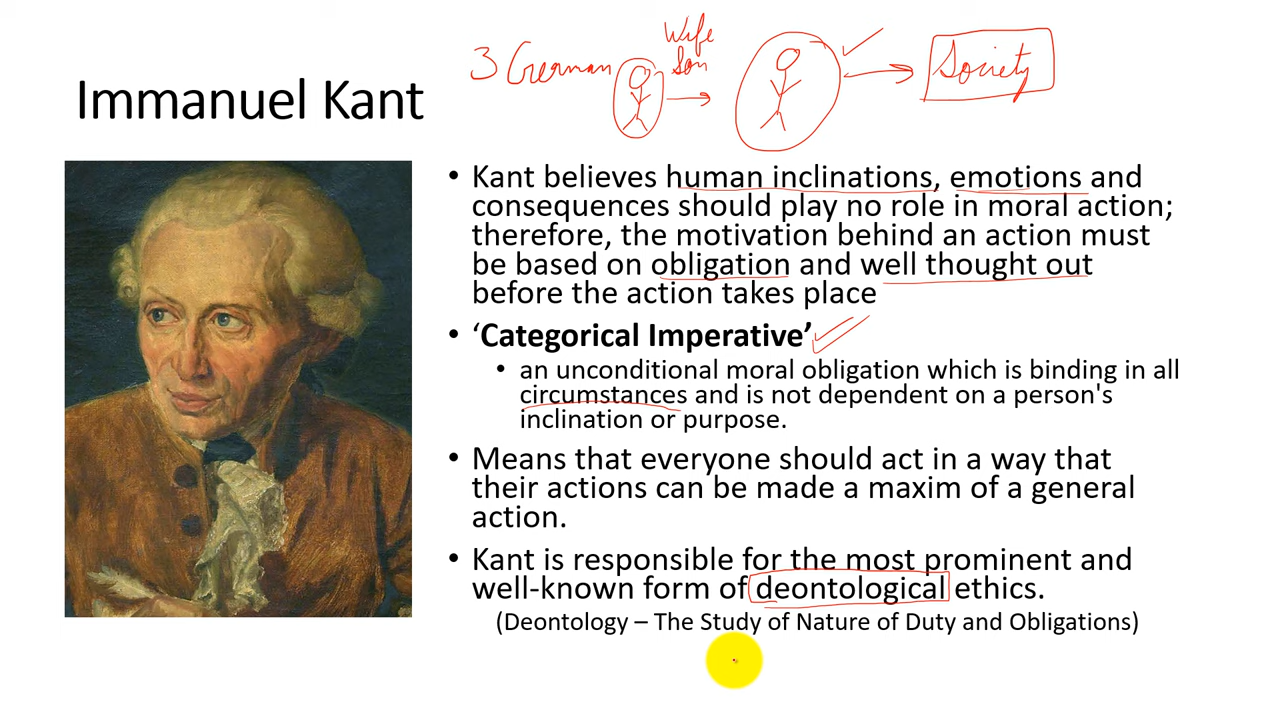 3 German
Wife
Son
Society
Immanuel Kant
• Kant believes human inclinations, emotions and
consequences should play no role in moral action;
therefore, the motivation behind an action must
be based on obligation and well thought out
before the action takes place
• ‘Categorical Imperative’
• an unconditional moral obligation which is binding in all
circumstances and is not dependent on a person's
inclination or purpose.
• Means that everyone should act in a way that
their actions can be made a maxim of a general
action.
• Kant is responsible for the most prominent and
well-known form of deontological ethics.
(Deontology – The Study of Nature of Duty and Obligations)